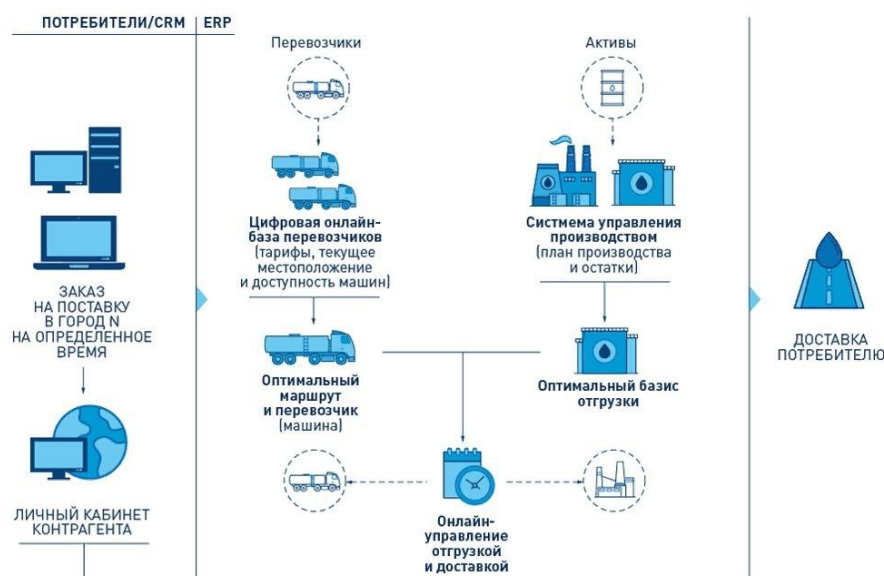 ПОТРЕБИТЕЛИ/CRM
ERP
Перевозчики
Активы
Цифровая онлайн-
база перевозчиков
(тарифы, текущее
местоположение
и доступность машин)
Систмема управления
производством
(план производства
и остатки)
ЗАКАЗ
НА ПОСТАВКУ
В ГОРОД N
НА ОПРЕДЕЛЕННОЕ
ВРЕМЯ
ДОСТАВКА
ПОТРЕБИТЕЛЮ
Оптимальный
маршрут
и перевозчик
(машина)
Оптимальный базис
отгрузки
ЛИЧНЫЙ КАБИНЕТ
КОНТРАГЕНТА
Онлайн-
управление
отгрузкой
и доставкой